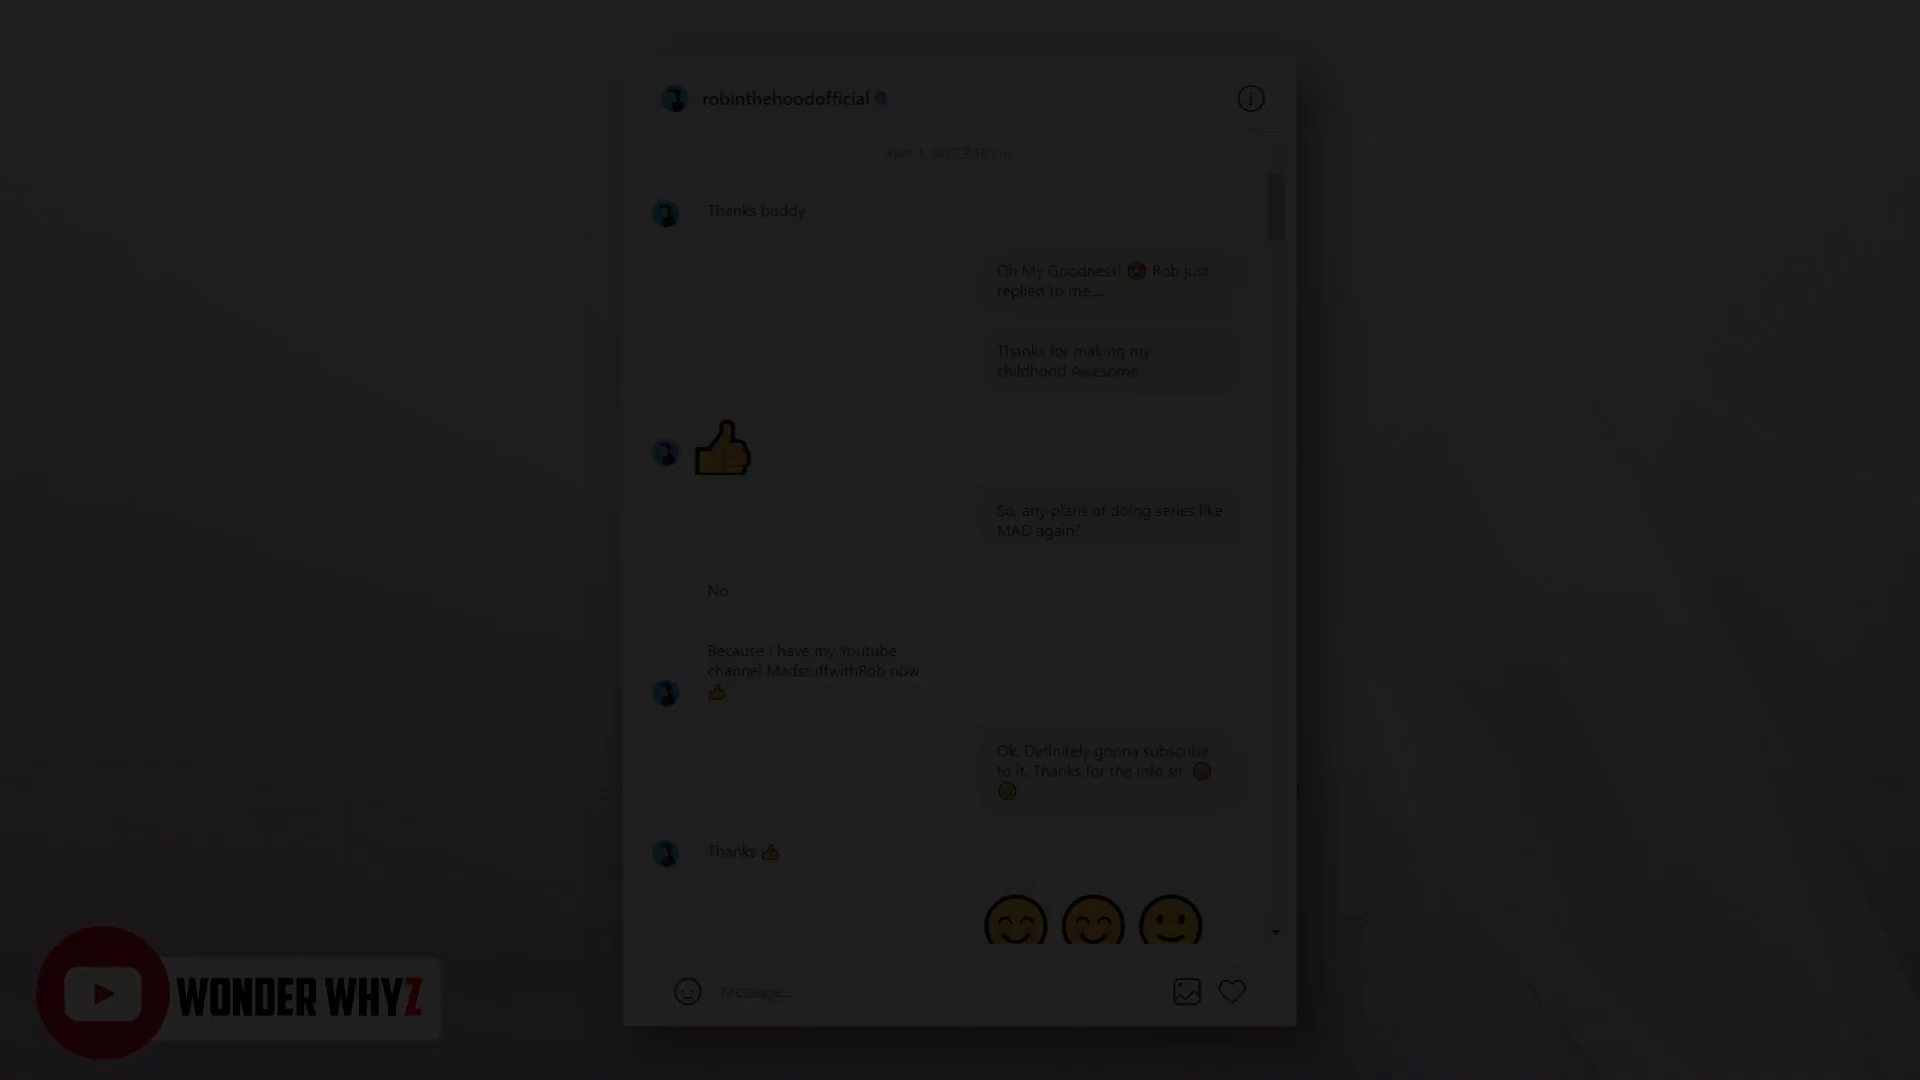 robinthehoodofficial
Thanks buddy
Oh My Goodness! Rob just
replied to me...
Thanks for making my
childhood Awesome.
So, any plans of doing series like
MAD again?
No
Because I have my Youtube
channel MadstuffwithRob now
Ok. Definitely gonna subscribe
to it. Thanks for the info sir.
Thanks
Message...
WONDER WHYZ